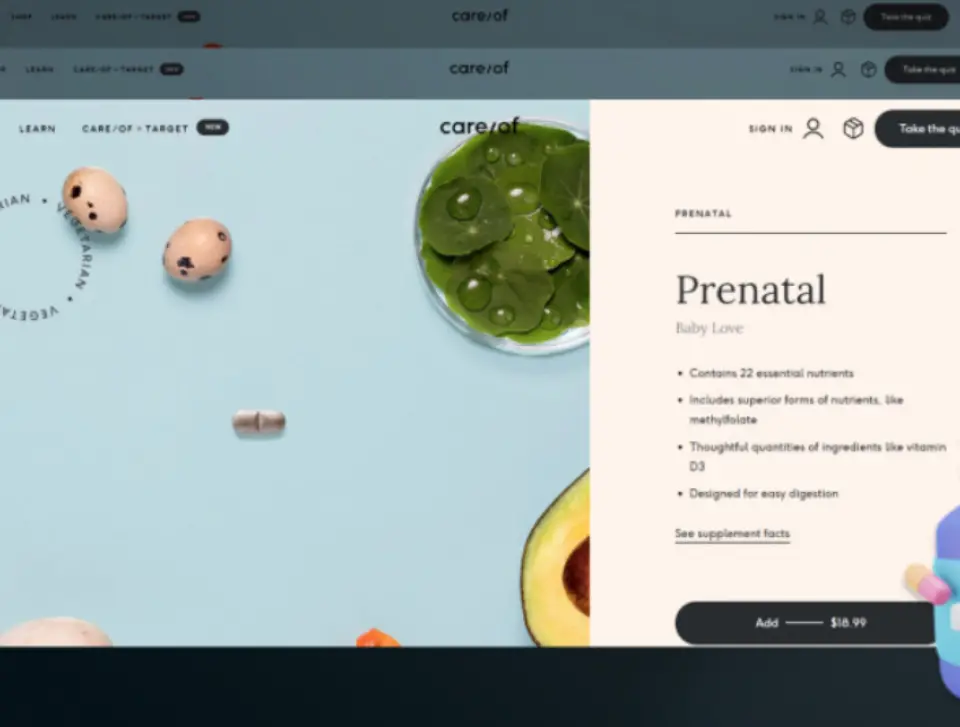 SHOP LEARN CARE/OF + TARGET care/of SIGN IN Take the quiz
LEARN CARE/OF + TARGET NEW care/of SIGN IN Take the quiz
LEARN CARE/OF + TARGET NEW care/of SIGN IN Take the qu
RIAN • VEGETARIAN • VEGETA
PRENATAL
Prenatal
Baby Love
• Contains 22 essential nutrients
• Includes superior forms of nutrients, like
methylfolate
• Thoughtful quantities of ingredients like vitamin
D3
• Designed for easy digestion
See supplement facts
Add — $18.99